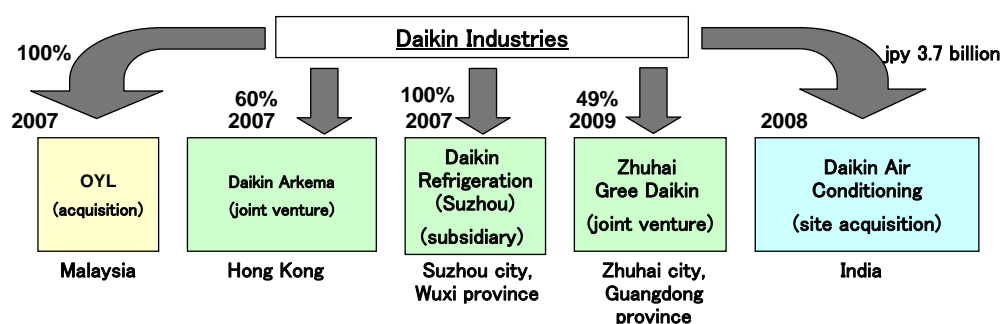 Daikin Industries
100%
jpy 3.7 billion
60%
100%
49%
2007
2007
2007
2009
2008
OYL
(acquisition)
Daikin Arkema
(joint venture)
Daikin
Refrigeration
(Suzhou)
(subsidiary)
Zhuhai
Gree Daikin
(joint venture)
Daikin Air
Conditioning
(site acquisition)
Malaysia
Hong Kong
Suzhou city,
Wuxi province
Zhuhai city,
Guangdong
province
India